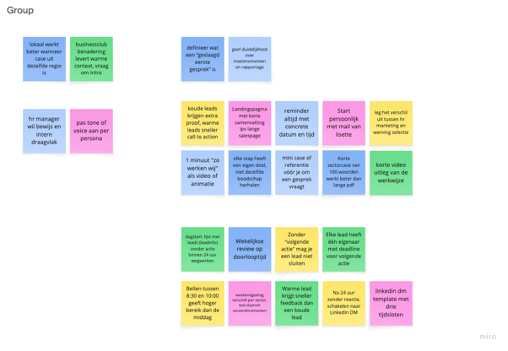 Group
lokaal werkt
beter wanneer
case uit
dezelfde regio
is
businessclub
benadering
levert warme
context, vraag
om intro
definieer wat
een "geslaagd
eerste
gesprek" is
geef duidelijkheid
over
meetmomenten
en rapportage
hr manager
wil bewijs en
intern
draagvlak
pas tone of
voice aan per
persona
koude leads
krijgen extra
proof, warme
leads sneller
call to action
Landingspagina
met korte
samenvatting
ipv lange
salespage
reminder
altijd met
concrete
datum en tijd
Start
persoonlijk
met mail van
lisette
leg het verschil
uit tussen hr
marketing en
werving selectie
1 minuut "zo
werken wij"
als video of
animatie
elke stap heeft
een eigen doel,
niet dezelfde
boodschap
herhalen
mini case of
referentie
vóór je om
een gesprek
vraagt
Korte
sectorcase van
100 woorden
werkt beter dan
lange pdf
korte video
uitleg van de
werkwijze
dagstart: lijst met
leads (leadinfo)
zonder actie
binnen 24 uur
wegwerken
Wekelijkse
review op
doorlooptijd
Zonder
"volgende
actie" mag je
een lead niet
sluiten
Elke lead heeft
één eigenaar
met deadline
voor volgende
actie
Bellen tussen
8:30 en 10:00
geeft hoger
bereik dan de
middag
weekendgedrag
verschilt per sector,
test daarom
verzendmomenten
Warme lead
krijgt sneller
feedback dan
een koude
lead
Na 24 uur
zonder reactie,
schakelen naar
LinkedIn DM
linkedin dm
template met
drie
tijdsloten
miro